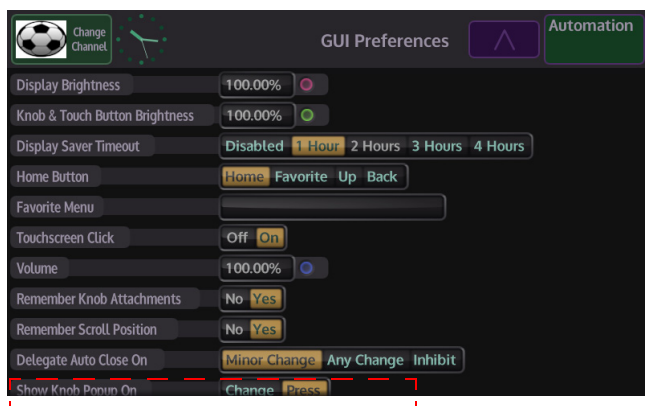 Change
Channel
GUI Preferences
Automation
Display Brightness 100.00%
Knob & Touch Button Brightness 100.00%
Display Saver Timeout Disabled 1 Hour 2 Hours 3 Hours 4 Hours
Home Button Home Favorite Up Back
Favorite Menu
Touchscreen Click Off On
Volume 100.00%
Remember Knob Attachments No Yes
Remember Scroll Position No Yes
Delegate Auto Close On Minor Change Any Change Inhibit
Show Knob Popup On Change Press